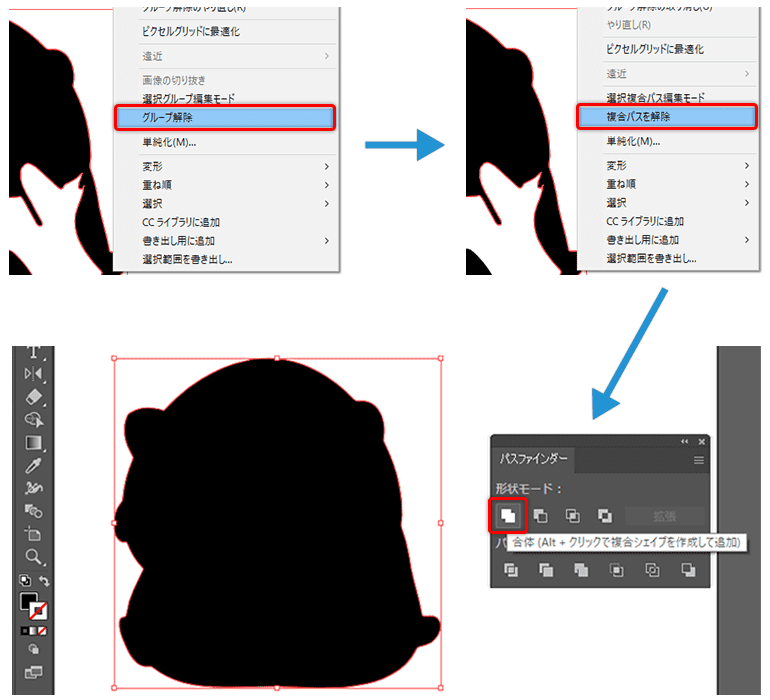 グループ解除のやり直し(R)
ピクセルグリッドに最適化
遠近
画像の切り抜き
選択グループ編集モード
グループ解除
単純化(M)...
変形
重ね順
選択
CC ライブラリに追加
書き出し用に追加
選択範囲を書き出し...
グループ解除の取り消し(U)
やり直し(R)
ピクセルグリッドに最適化
遠近
選択複合パス編集モード
複合パスを解除
単純化(M)...
変形
重ね順
選択
CC ライブラリに追加
書き出し用に追加
選択範囲を書き出し...
パスファインダー
形状モード：
拡張
パ
合体 (Alt + クリックで複合シェイプを作成して追加)